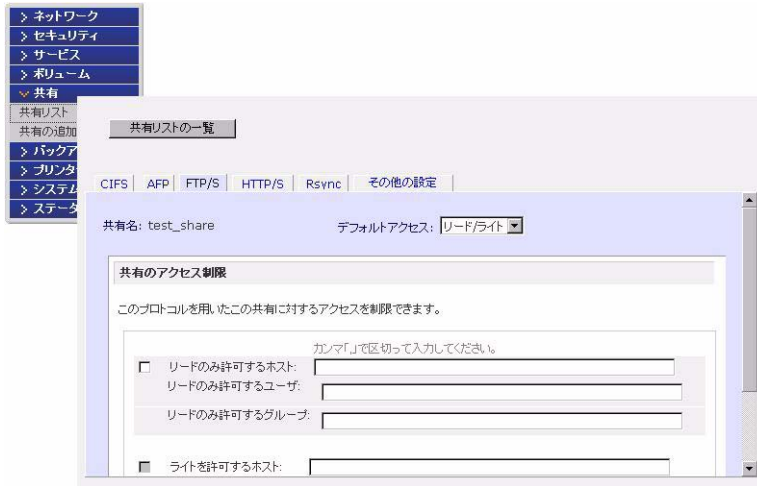 > ネットワーク
> セキュリティ
> サービス
> ボリューム
共有
共有リスト
共有の追加
> バックア
> プリンタ
> システム
> ステータ
共有リストの一覧
CIFS AFP FTP/S HTTP/S Rsync その他の設定
共有名: test_share デフォルトアクセス: リード/ライト
共有のアクセス制限
このプロトコルを用いたこの共有に対するアクセスを制限できます。
カンマ「,」で区切って入力してください。
リードのみ許可するホスト:
リードのみ許可するユーザ:
リードのみ許可するグループ:
ライトを許可するホスト: